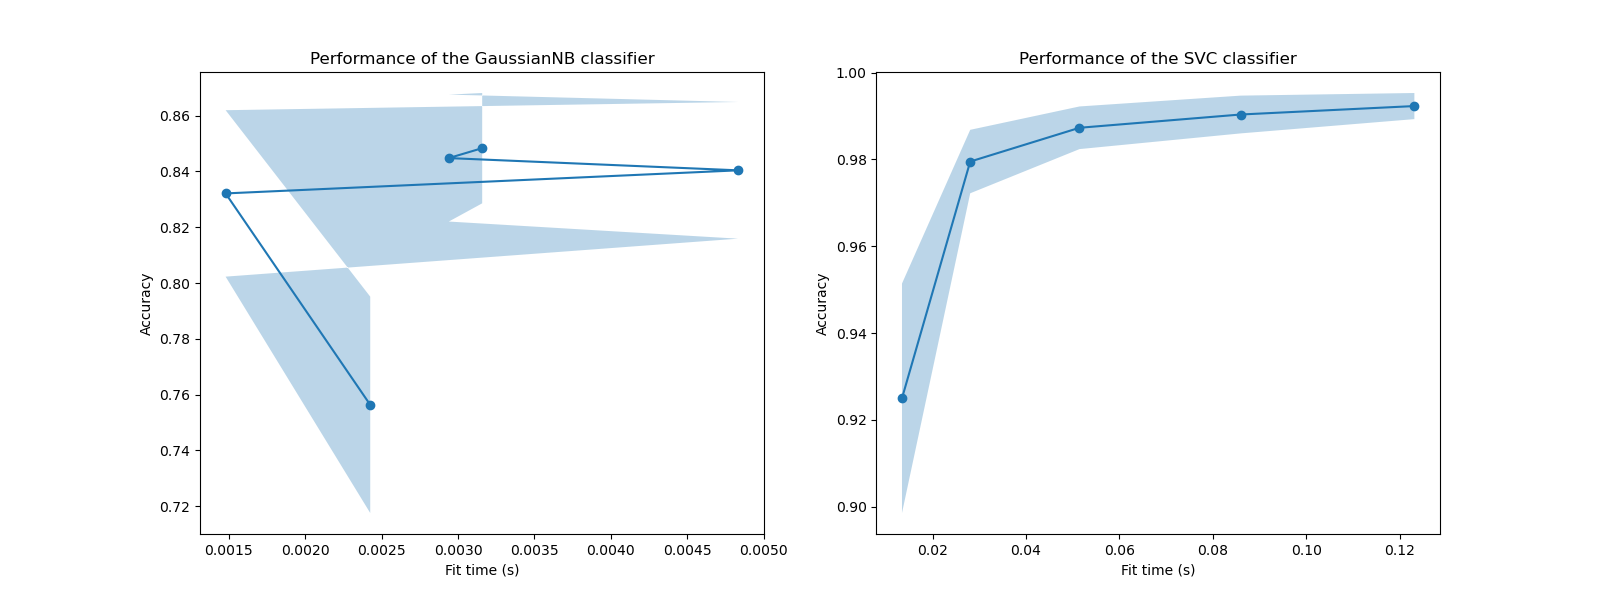 Performance of the GaussianNB classifier
Accuracy
0.86
0.84
0.82
0.80
0.78
0.76
0.74
0.72
0.0015 0.0020 0.0025 0.0030 0.0035 0.0040 0.0045 0.0050
Fit time (s)
Performance of the SVC classifier
Accuracy
1.00
0.98
0.96
0.94
0.92
0.90
0.02 0.04 0.06 0.08 0.10 0.12
Fit time (s)